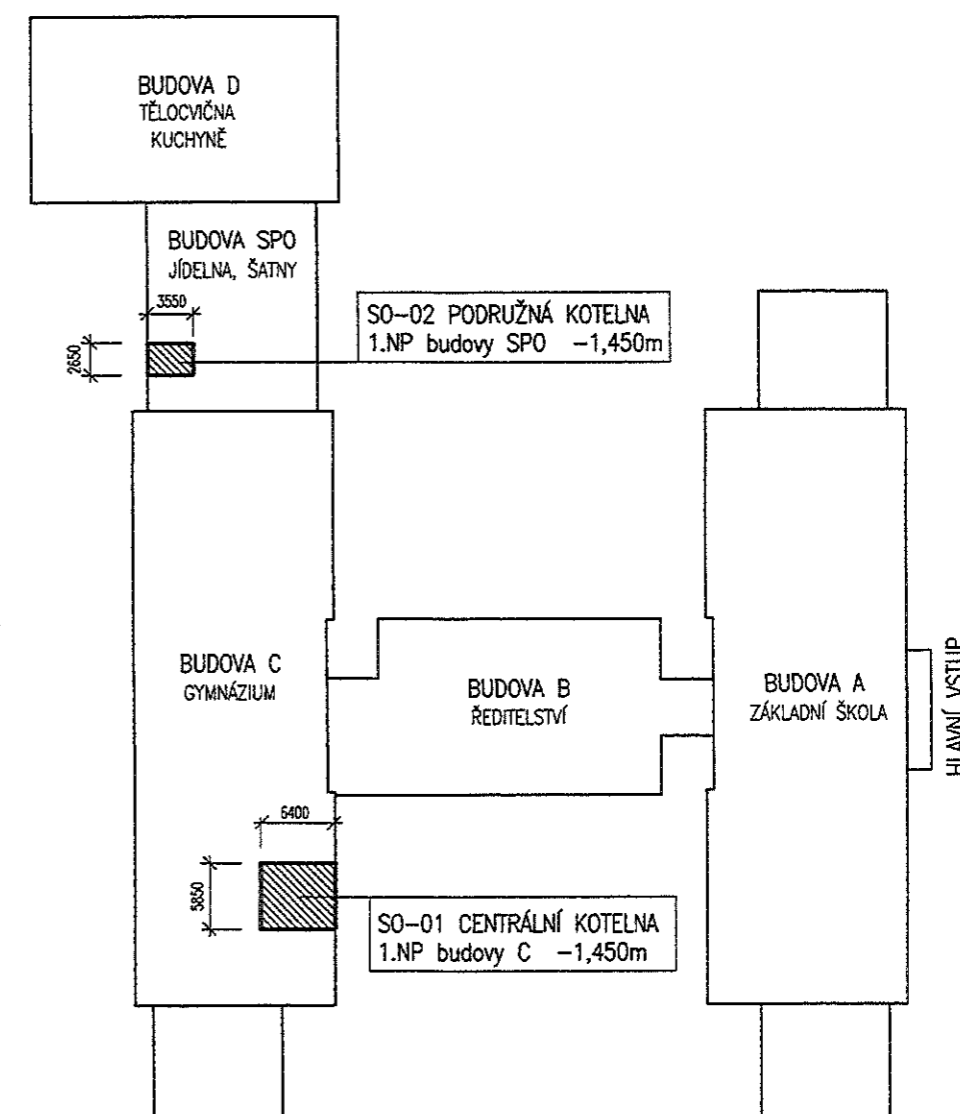 BUDOVA D
TĚLOCVIČNA
KUCHYNĚ
BUDOVA SPO
JÍDELNA, ŠATNY
3550
2650
SO-02 PODRUŽNÁ KOTELNA
1.NP budovy SPO -1,450m
BUDOVA C
GYMNÁZIUM
BUDOVA B
ŘEDITELSTVÍ
BUDOVA A
ZÁKLADNÍ ŠKOLA
HLAVNÍ VSTUP
6400
5850
SO-01 CENTRÁLNÍ KOTELNA
1.NP budovy C -1,450m